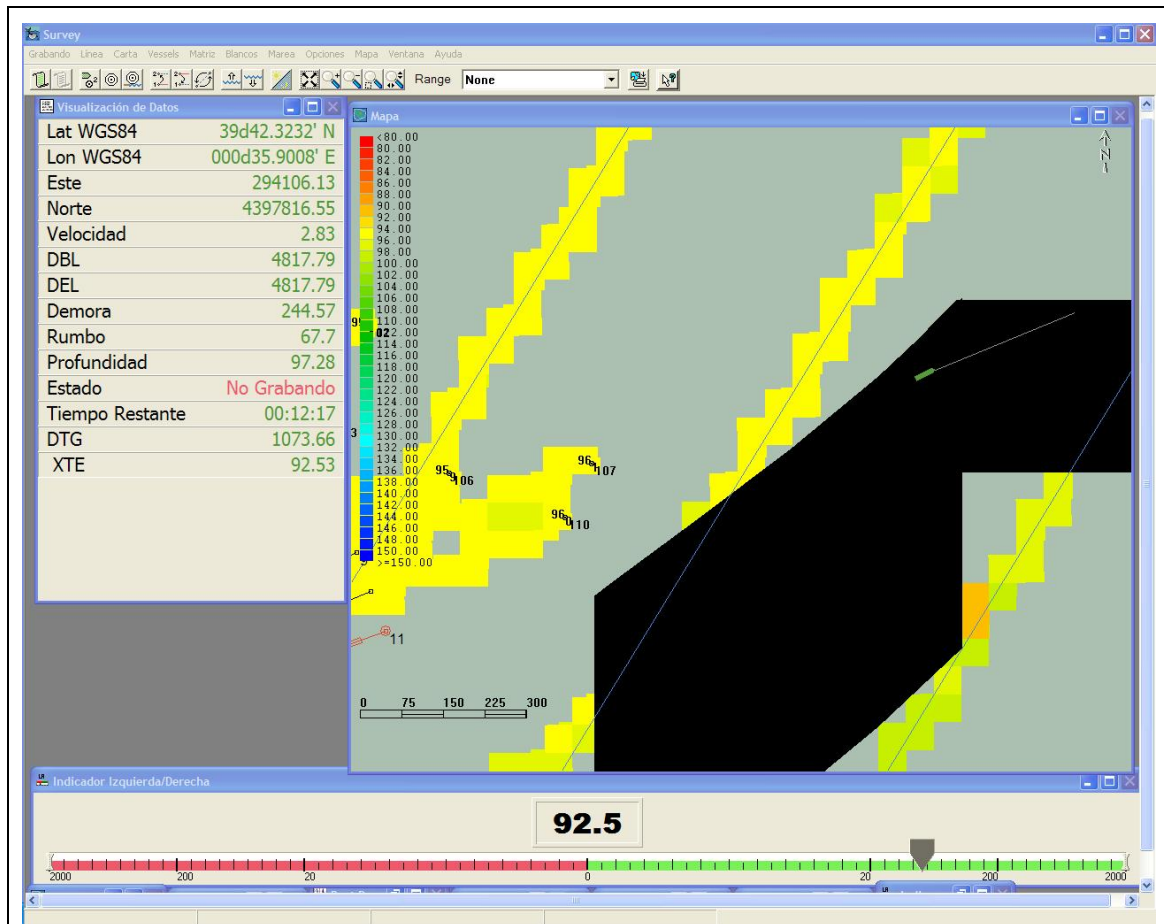 Survey
Grabando Línea Carta Vessels Matriz Blancos Marea Opciones Mapa Ventana Ayuda
Range None
Visualización de Datos
Lat WGS84 39d42.3232' N
Lon WGS84 000d35.9008' E
Este 294106.13
Norte 4397816.55
Velocidad 2.83
DBL 4817.79
DEL 4817.79
Demora 244.57
Rumbo 67.7
Profundidad 97.28
Estado No Grabando
Tiempo Restante 00:12:17
DTG 1073.66
XTE 92.53
Mapa
N
<80.00
80.00
82.00
84.00
86.00
88.00
90.00
92.00
94.00
96.00
98.00
100.00
102.00
104.00
106.00
108.00
110.00
112.00
114.00
116.00
118.00
120.00
122.00
124.00
126.00
128.00
130.00
132.00
134.00
136.00
138.00
140.00
142.00
144.00
146.00
148.00
150.00
>=150.00
95 106
96 107
96 110
11
0 75 150 225 300
Indicador Izquierda/Derecha
92.5
2000 200 20 0 20 200 2000